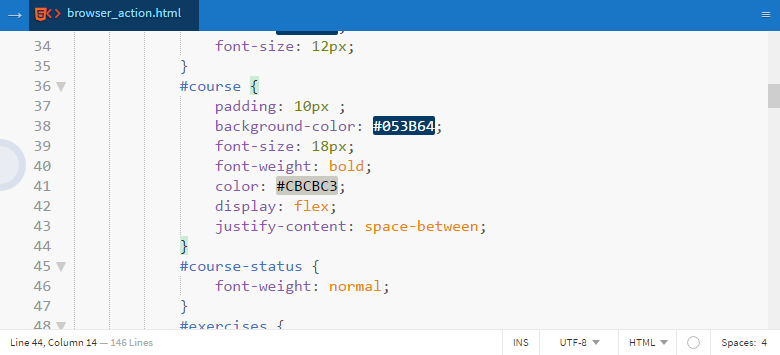 browser_action.html
34 font-size: 12px;
35 }
36 #course {
37 padding: 10px ;
38 background-color: #053B64;
39 font-size: 18px;
40 font-weight: bold;
41 color: #CBCBC3;
42 display: flex;
43 justify-content: space-between;
44 }
45 #course-status {
46 font-weight: normal;
47 }
48 #exercises {
Line 44, Column 14 — 146 Lines INS UTF-8 HTML Spaces: 4